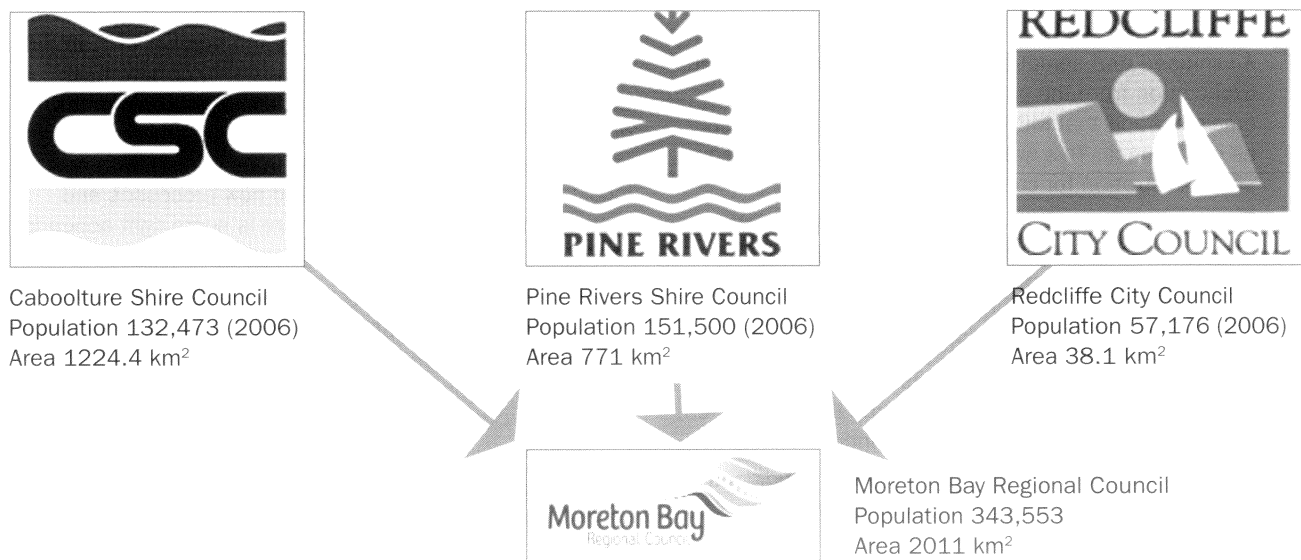 CSC
Caboolture Shire Council
Population 132,473 (2006)
Area 1224.4 km²
PINE RIVERS
Pine Rivers Shire Council
Population 151,500 (2006)
Area 771 km²
REDCLIFFE
CITY COUNCIL
Redcliffe City Council
Population 57,176 (2006)
Area 38.1 km²
Moreton Bay
Regional Council
Moreton Bay Regional Council
Population 343,553
Area 2011 km²